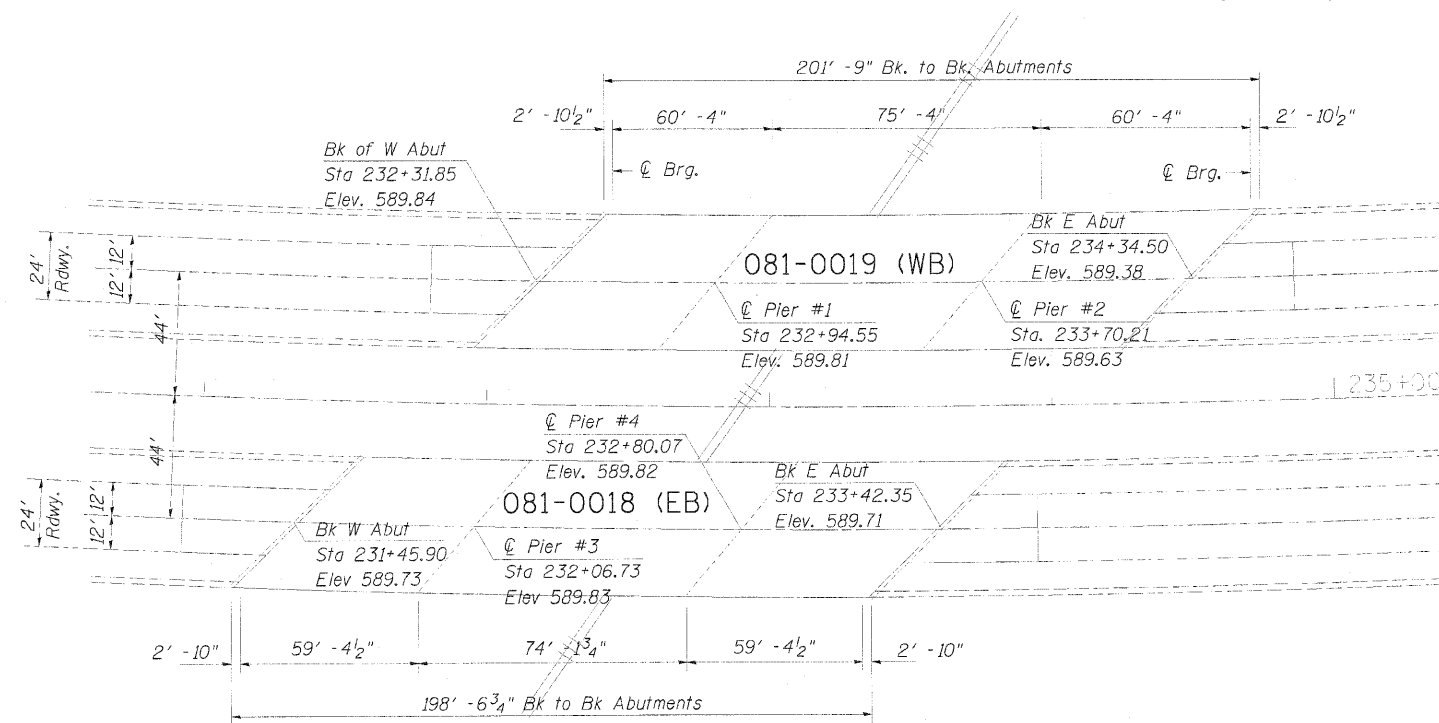 201' -9" Bk. to Bk. Abutments
2' -10½" 60' -4" 75' -4" 60' -4" 2' -10½"
℄ Brg. ℄ Brg.
Bk of W Abut
Sta 232+31.85
Elev. 589.84
Bk E Abut
Sta 234+34.50
Elev. 589.38
24'
Rdwy.
12' 12'
081-0019 (WB)
℄ Pier #1
Sta 232+94.55
Elev. 589.81
℄ Pier #2
Sta. 233+70.21
Elev. 589.63
44'
235+00
44'
℄ Pier #4
Sta 232+80.07
Elev. 589.82
Bk E Abut
Sta 233+42.35
Elev. 589.71
24'
Rdwy.
12' 12'
081-0018 (EB)
Bk W Abut
Sta 231+45.90
Elev 589.73
℄ Pier #3
Sta 232+06.73
Elev 589.83
2' -10" 59' -4½" 74' -1¾" 59' -4½" 2' -10"
198' -6¾" Bk to Bk Abutments